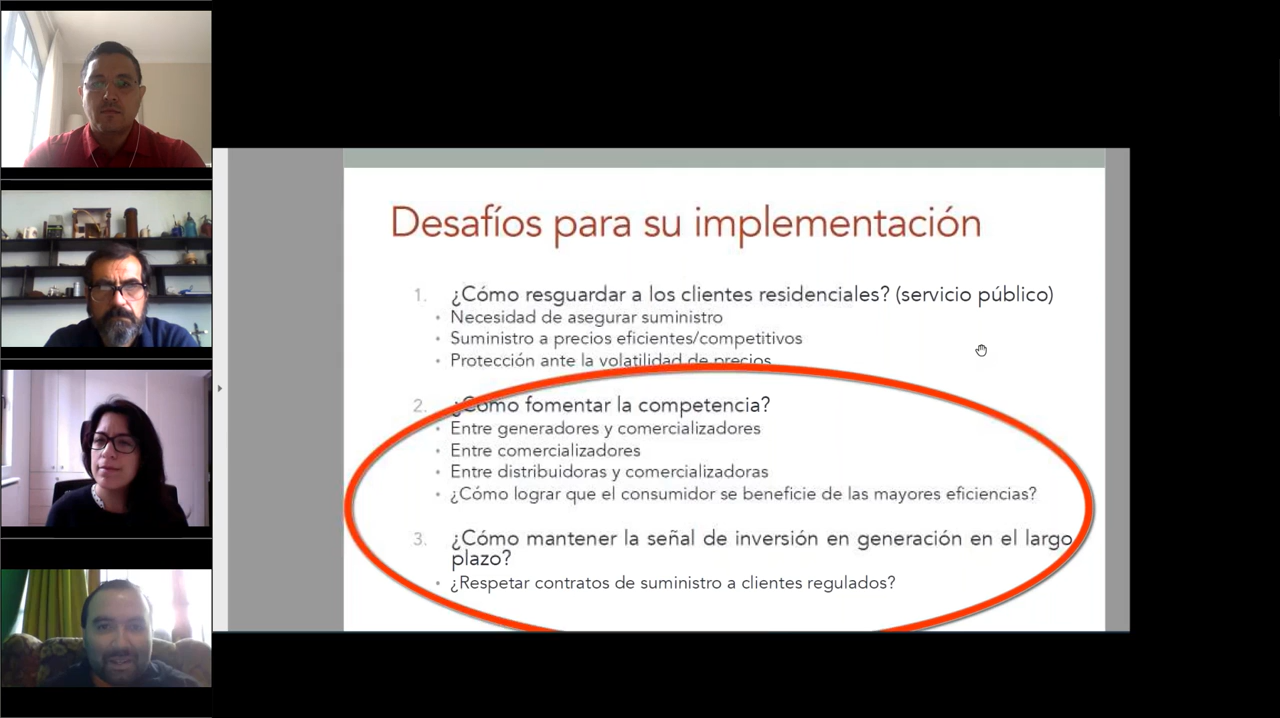 Desafíos para su implementación
1. ¿Cómo resguardar a los clientes residenciales? (servicio público)
• Necesidad de asegurar suministro
• Suministro a precios eficientes/competitivos
• Protección ante la volatilidad de precios
2. ¿Cómo fomentar la competencia?
• Entre generadores y comercializadores
• Entre comercializadores
• Entre distribuidoras y comercializadoras
• ¿Cómo lograr que el consumidor se beneficie de las mayores eficiencias?
3. ¿Cómo mantener la señal de inversión en generación en el largo
plazo?
• ¿Respetar contratos de suministro a clientes regulados?